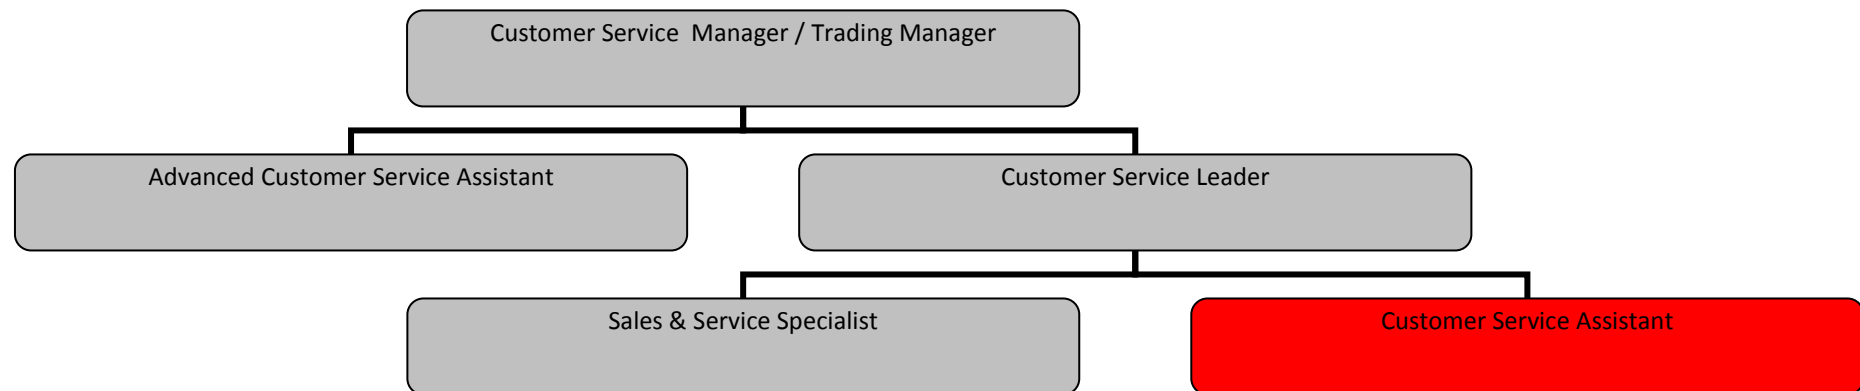 Customer Service  Manager / Trading Manager
Advanced Customer Service Assistant
Customer Service Leader
Sales & Service Specialist
Customer Service Assistant